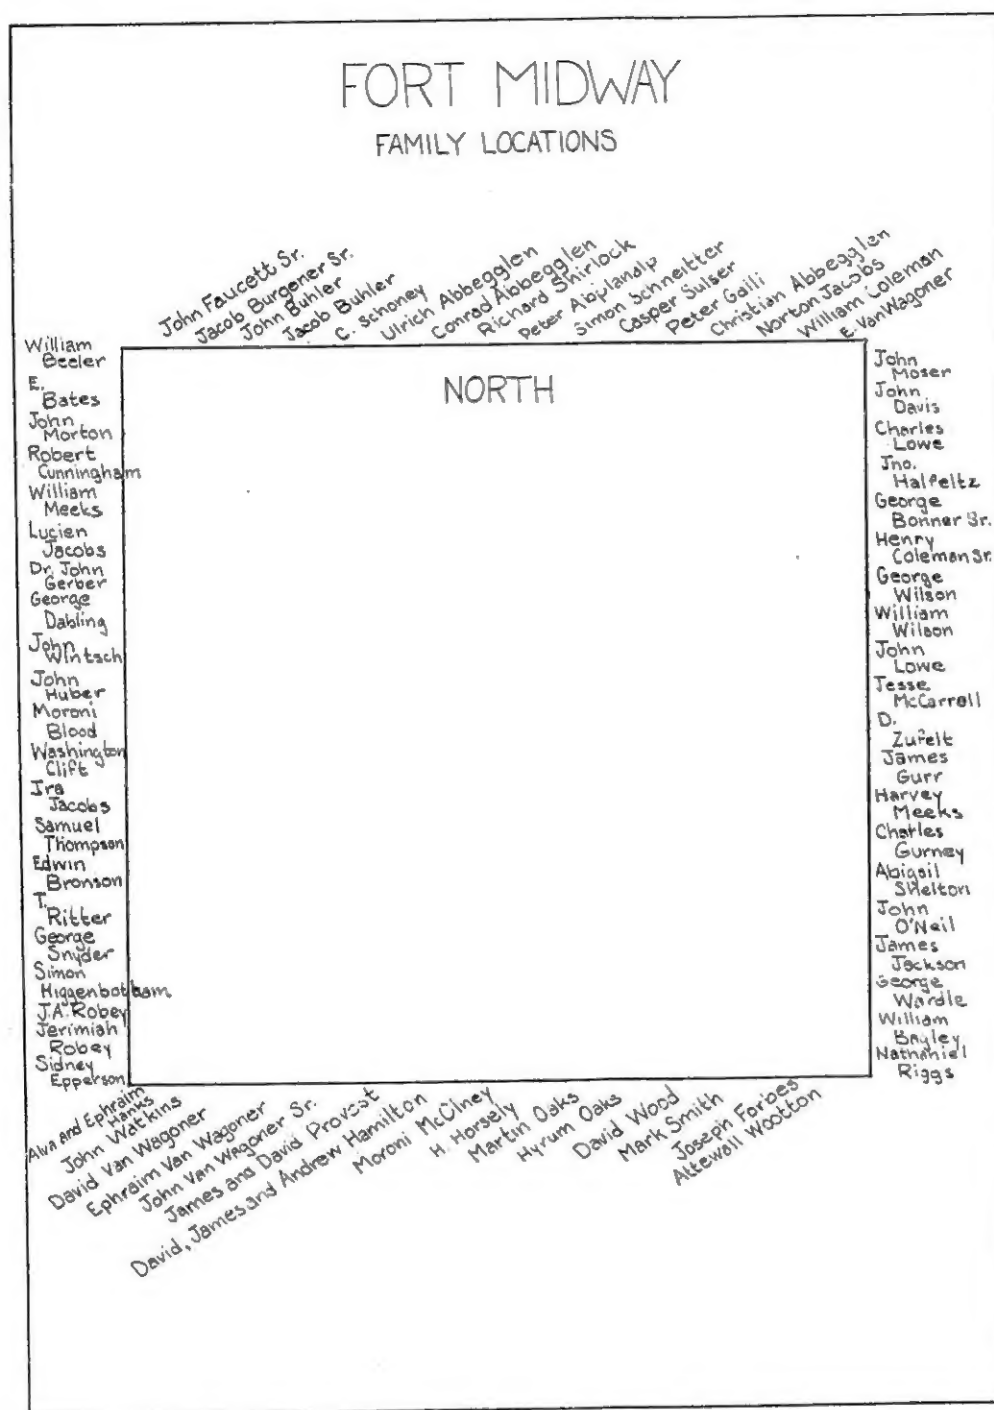 FORT MIDWAY
FAMILY LOCATIONS
John Faucett Sr.
Jacob Burgener Sr.
John Buhler
Jacob Buhler
C. Schoney
Ulrich Abbegglen
Conrad Abbegglen
Richard Shirlock
Peter Abplanalp
Simon Schneitter
Casper Sulser
Peter Galli
Christian Abbegglen
Norton Jacobs
William Coleman
E. VanWagoner
NORTH
William
Beeler
E.
Bates
John
Morton
Robert
Cunningham
William
Meeks
Lucien
Jacobs
Dr. John
Gerber
George
Dabling
John
Wintsch
John
Huber
Moroni
Blood
Washington
Clift
Ira
Jacobs
Samuel
Thompson
Edwin
Bronson
T.
Ritter
George
Snyder
Simon
Higgenbotham
J.A. Robey
Jerimiah
Robey
Sidney
Epperson
John
Moser
John
Davis
Charles
Lowe
Jno.
Halfeltz
George
Bonner Sr.
Henry
Coleman Sr.
George
Wilson
William
Wilson
John
Lowe
Jesse
McCarrell
D.
Zufelt
James
Gurr
Harvey
Meeks
Charles
Gurney
Abigail
Shelton
John
O'Neil
James
Jackson
George
Wardle
William
Bagley
Nathaniel
Riggs
Alva and Ephraim
Hanks
John Watkins
David Van Wagoner
Ephraim Van Wagoner
John Van Wagoner Sr.
James and David Provost
David, James and Andrew Hamilton
Moroni McOlney
H. Horsely
Martin Oaks
Hyrum Oaks
David Wood
Mark Smith
Joseph Forbes
Attewall Wootton